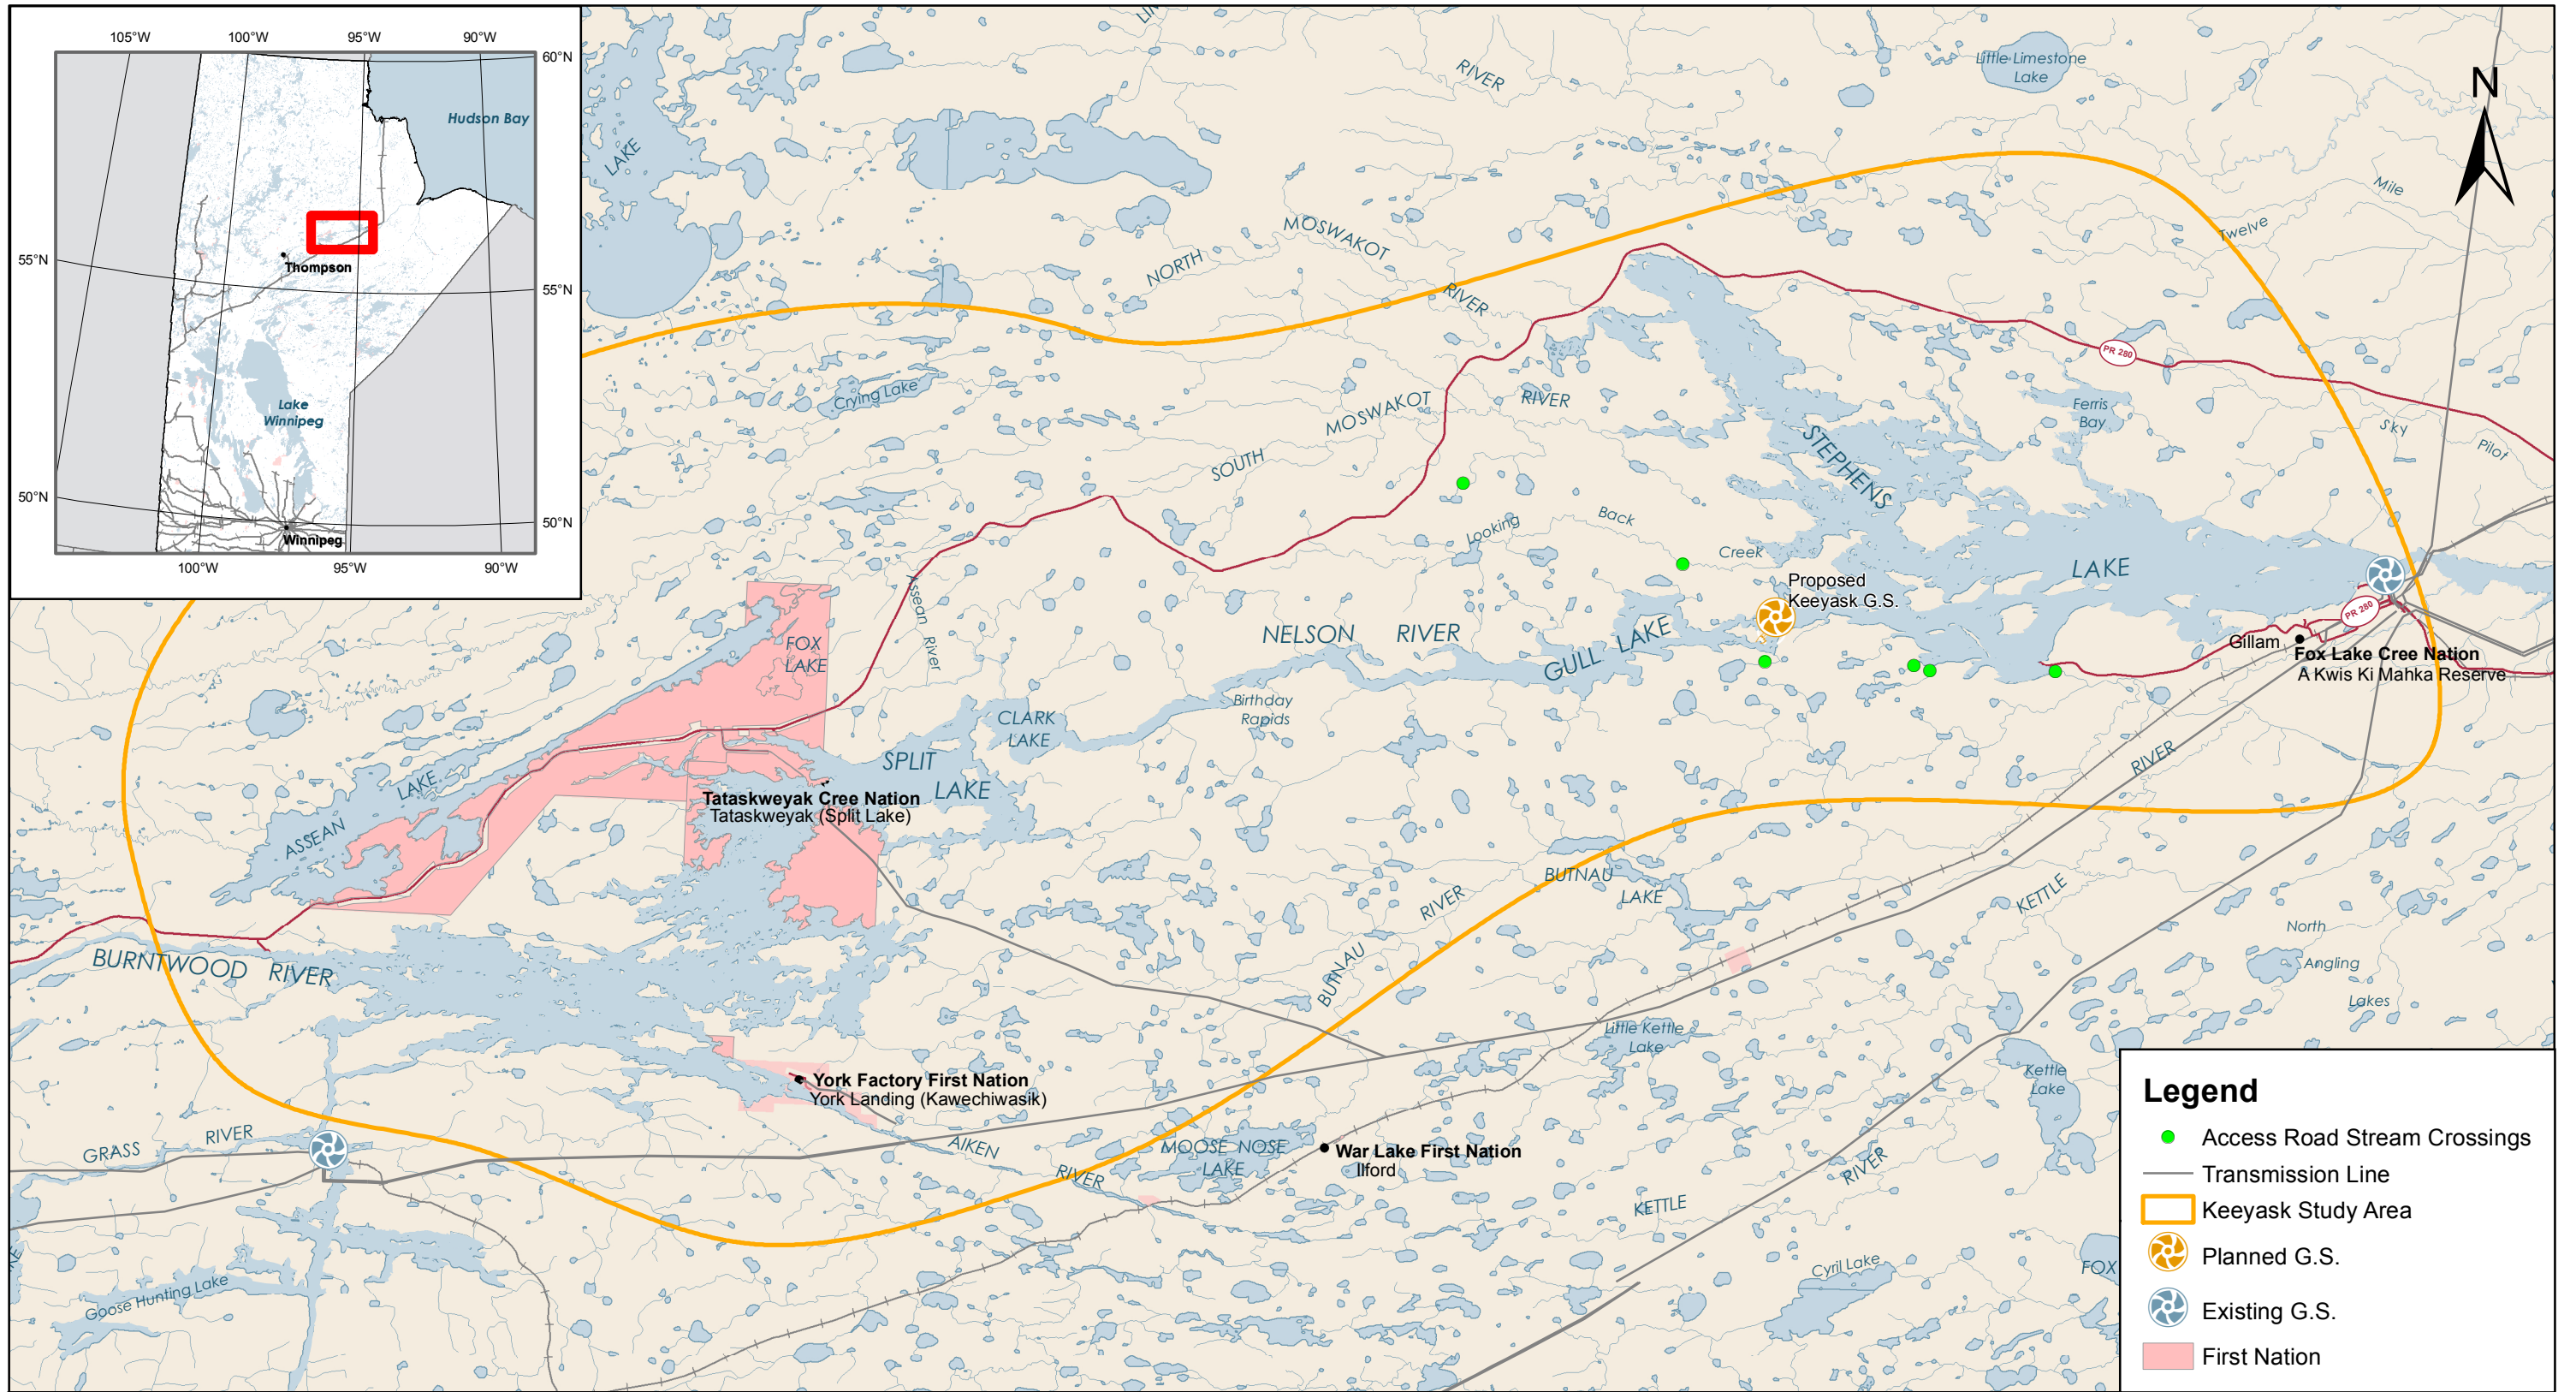 105°W 100°W 95°W 90°W
60°N
Hudson Bay
55°N
Thompson
55°N
Lake
Winnipeg
50°N
50°N
Winnipeg
100°W 95°W 90°W
LAKE
RIVER
Little Limestone
Lake
N
Mile
Twelve
MOSWAKOT
NORTH
RIVER
PR 280
Crying Lake
MOSWAKOT
RIVER
SOUTH
Ferris
Bay
Sky
Pilot
STEPHENS
LAKE
Looking
Back
Creek
Proposed
Keeyask G.S.
Assean River
FOX
LAKE
NELSON RIVER
GULL LAKE
PR 280
Gillam
Fox Lake Cree Nation
A Kwis Ki Mahka Reserve
Birthday
Rapids
CLARK
LAKE
SPLIT
LAKE
RIVER
ASSEAN
LAKE
Tataskweyak Cree Nation
Tataskweyak (Split Lake)
BUTNAU
LAKE
BUTNAU
RIVER
KETTLE
North
Angling
Lakes
BURNTWOOD RIVER
Little Kettle
Lake
Kettle
Lake
York Factory First Nation
York Landing (Kawechiwasik)
GRASS RIVER
AIKEN
RIVER
MOOSE NOSE
LAKE
War Lake First Nation
Ilford
KETTLE
RIVER
Cyril Lake
FOX
Goose Hunting Lake
Legend
Access Road Stream Crossings
Transmission Line
Keeyask Study Area
Planned G.S.
Existing G.S.
First Nation